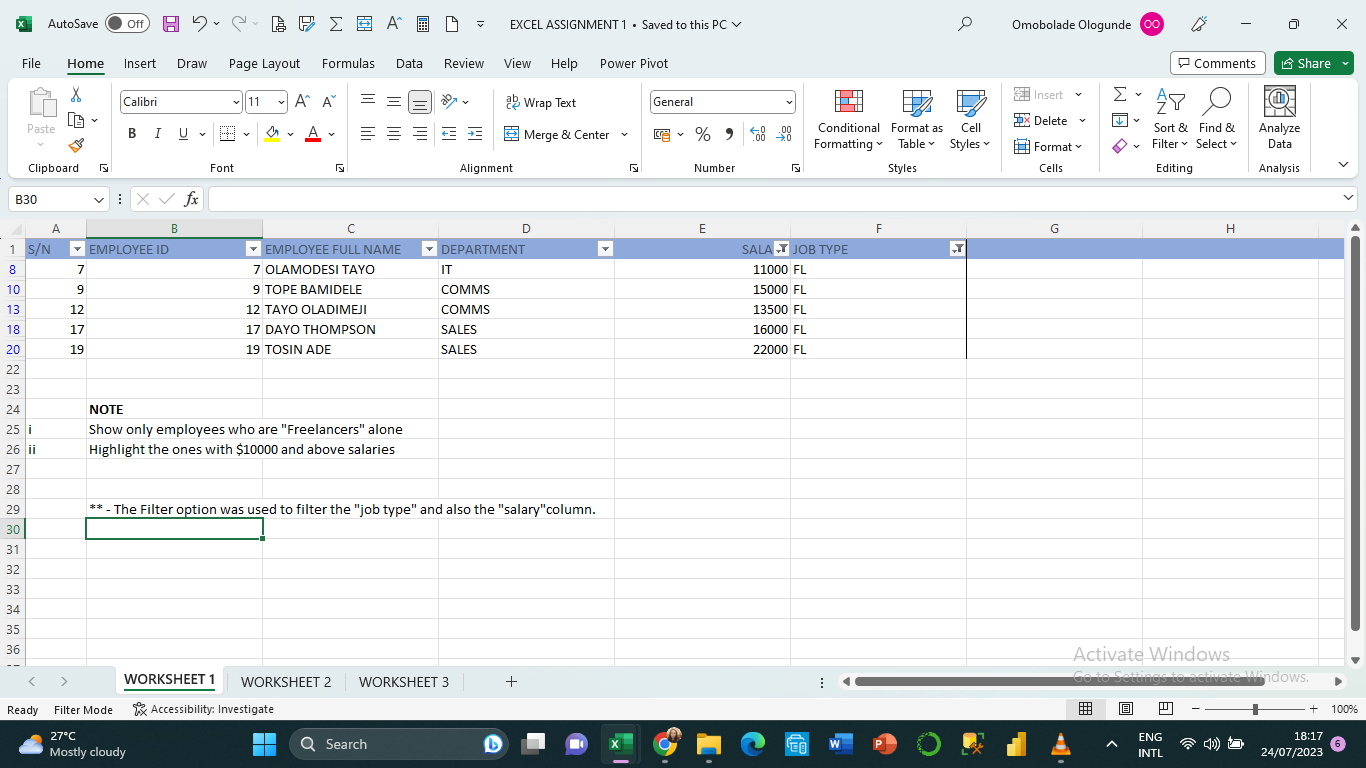 AutoSave Off EXCEL ASSIGNMENT 1 • Saved to this PC Omobolade Ologunde OO
File Home Insert Draw Page Layout Formulas Data Review View Help Power Pivot Comments Share
Calibri 11 Wrap Text General Insert
Paste B I U Merge & Center % Conditional Formatting Format as Table Cell Styles Delete Sort & Filter Find & Select Analyze Data
Format
Clipboard Font Alignment Number Styles Cells Editing Analysis
B30 fx
A B C D E F G H
1 S/N EMPLOYEE ID EMPLOYEE FULL NAME DEPARTMENT SALA JOB TYPE
8 7 7 OLAMODESI TAYO IT 11000 FL
10 9 9 TOPE BAMIDELE COMMS 15000 FL
13 12 12 TAYO OLADIMEJI COMMS 13500 FL
18 17 17 DAYO THOMPSON SALES 16000 FL
20 19 19 TOSIN ADE SALES 22000 FL
22
23
24 NOTE
25 i Show only employees who are "Freelancers" alone
26 ii Highlight the ones with $10000 and above salaries
27
28
29 ** - The Filter option was used to filter the "job type" and also the "salary"column.
30
31
32
33
34
35
36
Activate Windows
Go to Settings to activate Windows.
WORKSHEET 1 WORKSHEET 2 WORKSHEET 3
Ready Filter Mode Accessibility: Investigate 100%
27°C
Mostly cloudy
Search
ENG
INTL
18:17
24/07/2023
6